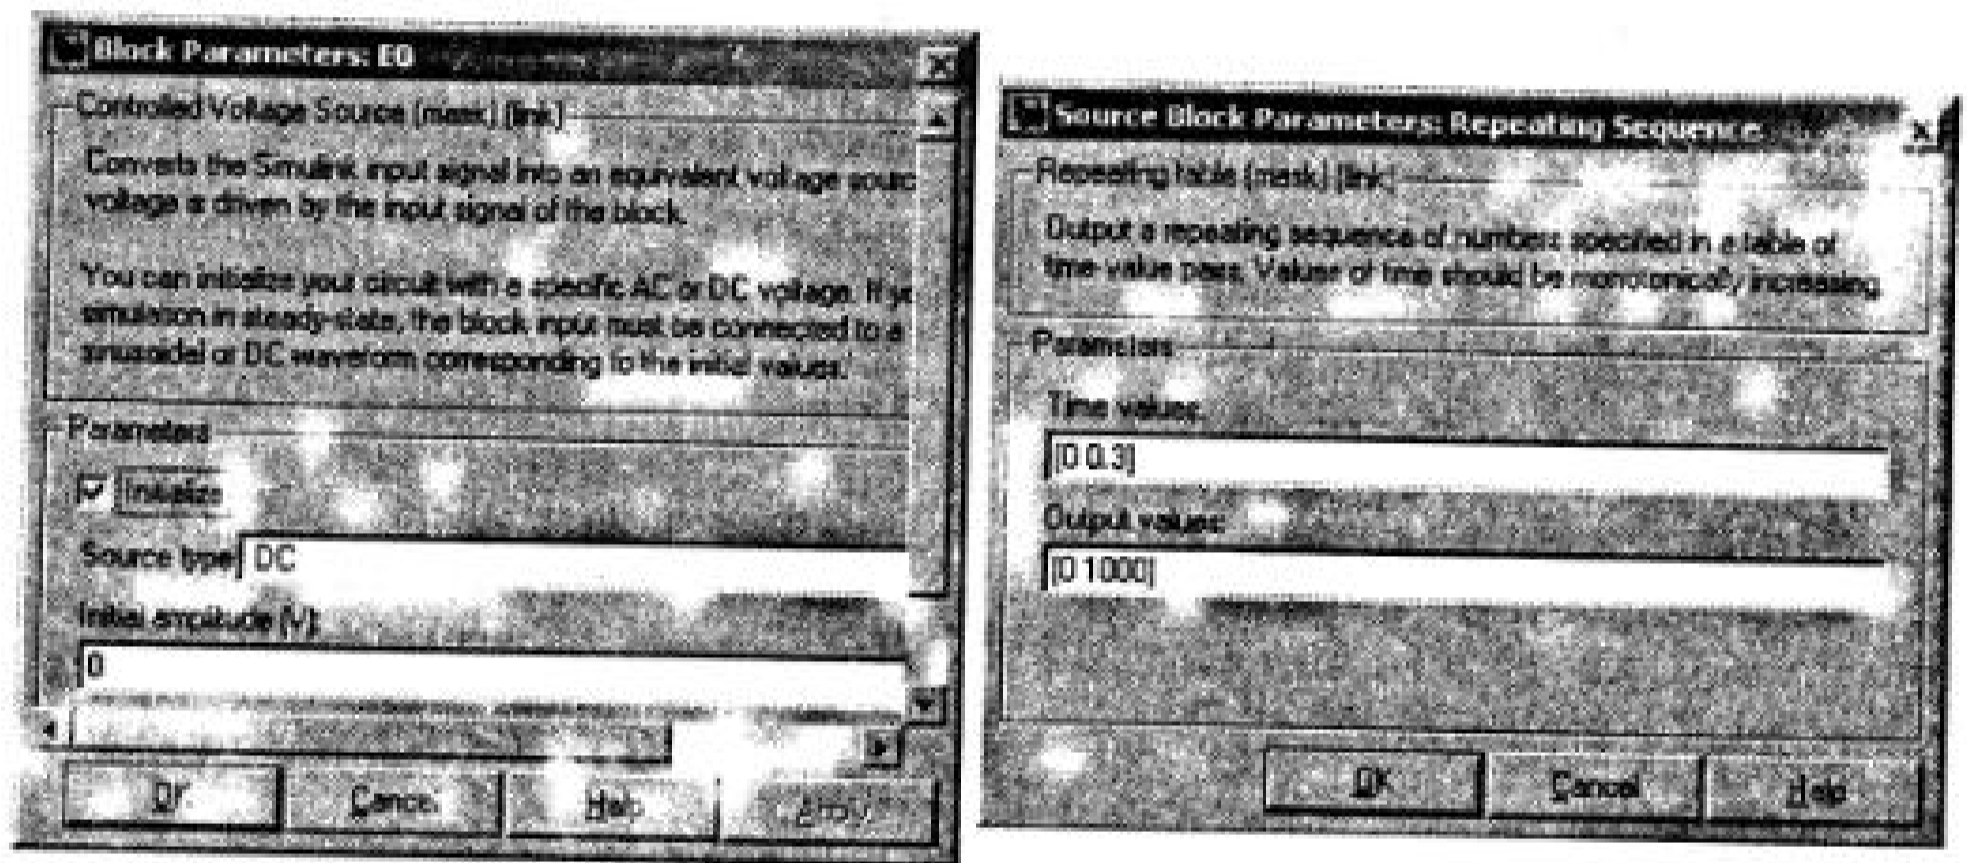 Block Parameters: E0
Controlled Voltage Source (mask) (link)
Converts the Simulink input signal into an equivalent voltage sourc
voltage is driven by the input signal of the block.
You can initialize your circuit with a specific AC or DC voltage. If yo
simulation in steady-state, the block input must be connected to a
sinusoidal or DC waveform corresponding to the initial values.
Parameters
Initialize
Source type DC
Initial amplitude (V):
0
OK Cancel Help Apply
Source Block Parameters: Repeating Sequence
Repeating table (mask) (link)
Output a repeating sequence of numbers specified in a table of
time-value pairs. Values of time should be monotonically increasing.
Parameters
Time values:
[0 0.3]
Output values:
[0 1000]
OK Cancel Help